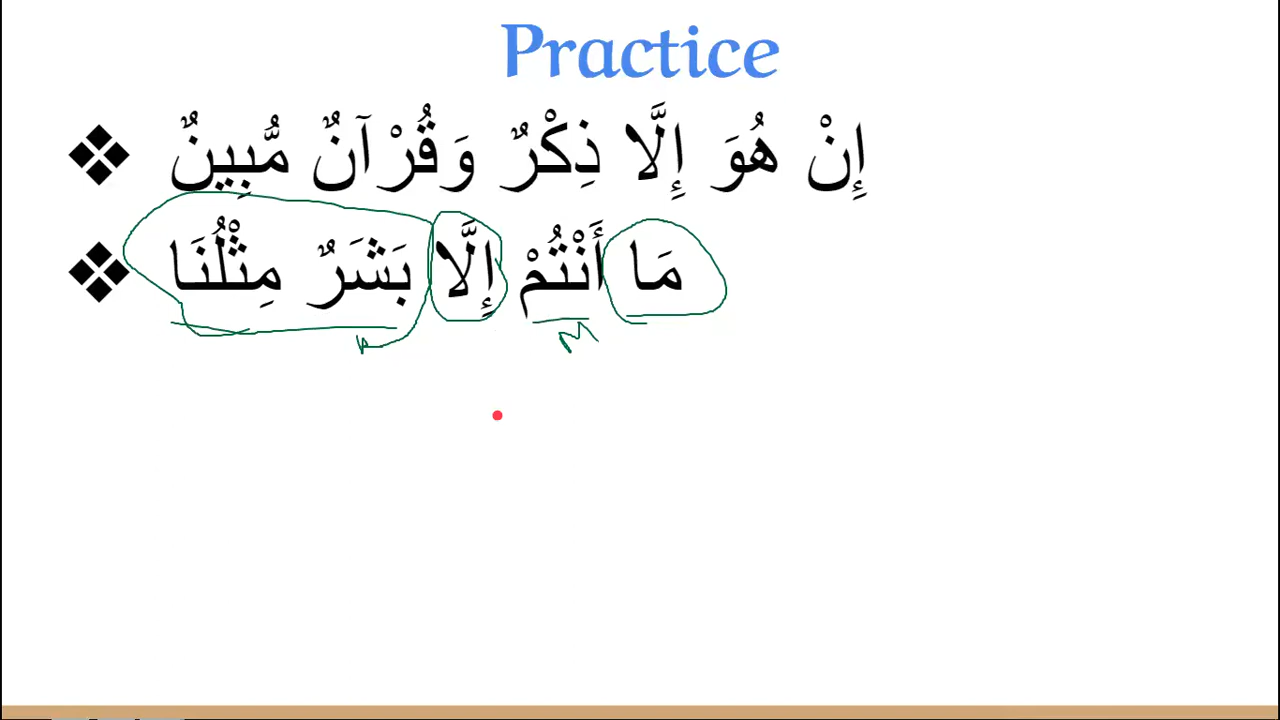 Practice
❖ إِنْ هُوَ إِلَّا ذِكْرٌ وَقُرْآنٌ مُّبِينٌ
❖ مَا أَنْتُمْ إِلَّا بَشَرٌ مِثْلُنَا
M